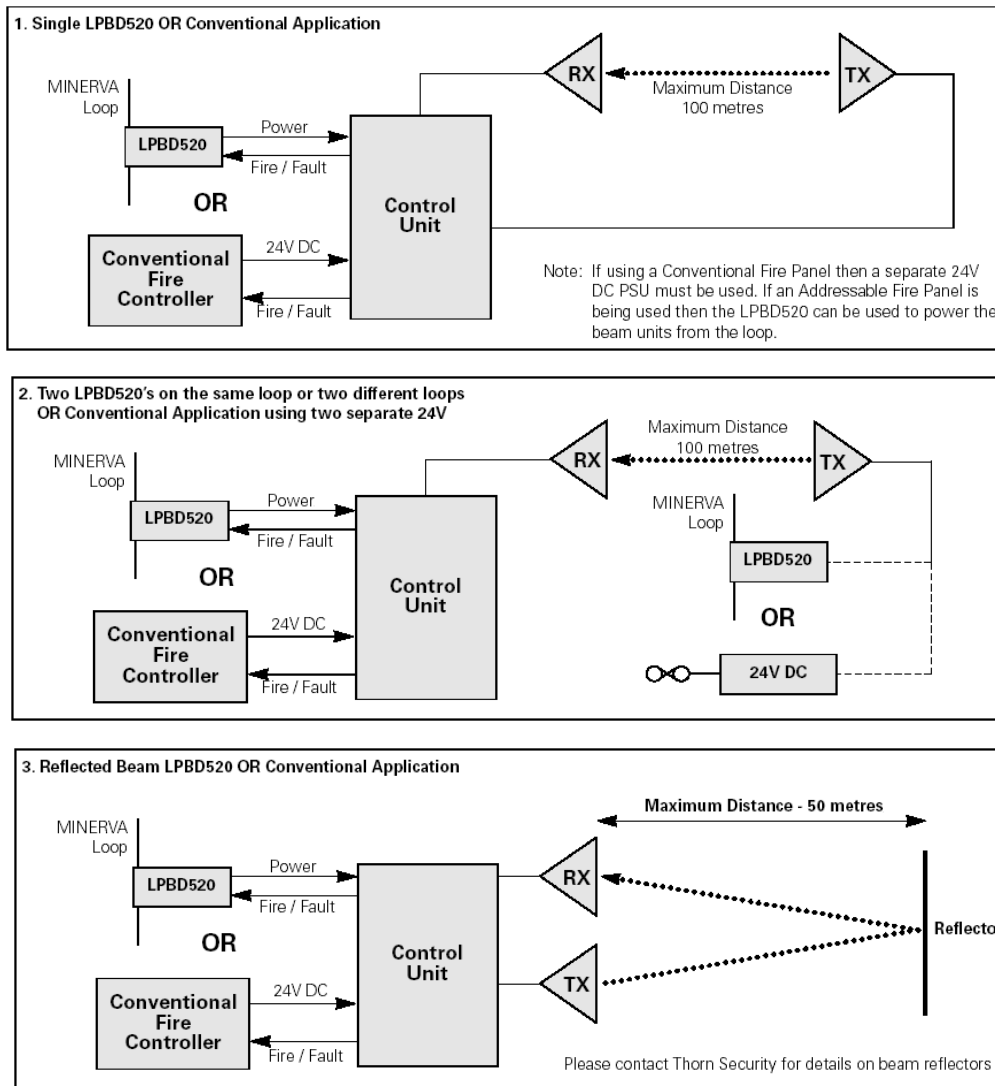 1. Single LPBD520 OR Conventional Application
MINERVA
Loop
LPBD520
Power
Fire / Fault
OR
Conventional
Fire
Controller
24V DC
Fire / Fault
Control
Unit
RX
Maximum Distance
100 metres
TX
Note: If using a Conventional Fire Panel then a separate 24V
DC PSU must be used. If an Addressable Fire Panel is
being used then the LPBD520 can be used to power the
beam units from the loop.
2. Two LPBD520's on the same loop or two different loops
OR Conventional Application using two separate 24V
MINERVA
Loop
LPBD520
Power
Fire / Fault
OR
Conventional
Fire
Controller
24V DC
Fire / Fault
Control
Unit
RX
Maximum Distance
100 metres
TX
MINERVA
Loop
LPBD520
OR
24V DC
3. Reflected Beam LPBD520 OR Conventional Application
MINERVA
Loop
LPBD520
Power
Fire / Fault
OR
Conventional
Fire
Controller
24V DC
Fire / Fault
Control
Unit
RX
TX
Maximum Distance - 50 metres
Reflecto
Please contact Thorn Security for details on beam reflectors